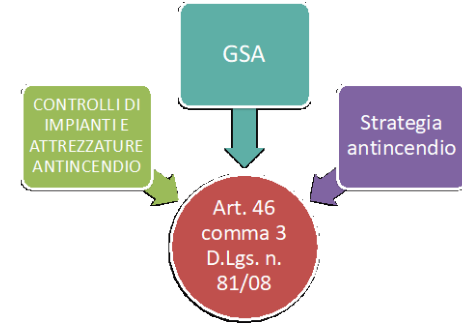 GSA
CONTROLLI DI
IMPIANTI E
ATTREZZATURE
ANTINCENDIO
Strategia
antincendio
Art. 46
comma 3
D.Lgs. n.
81/08